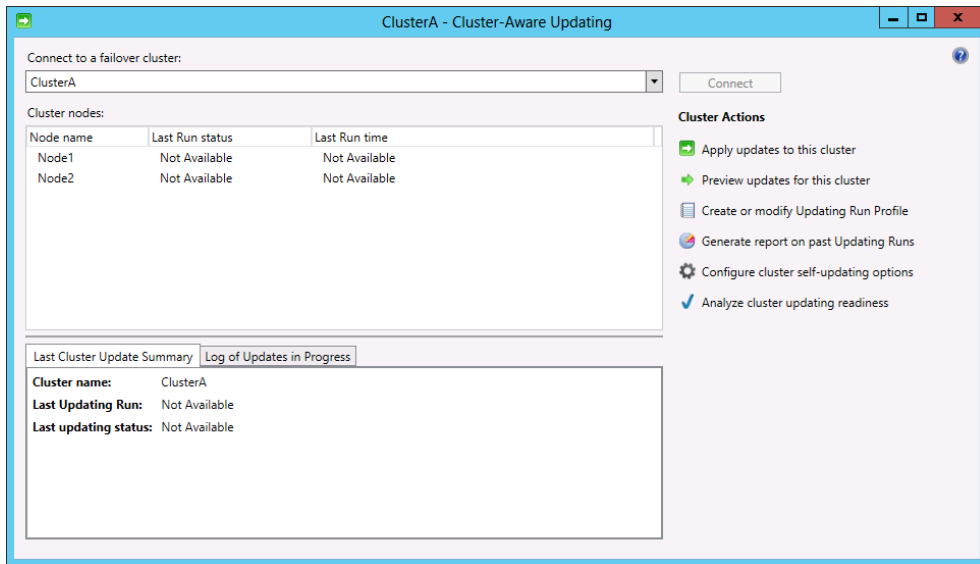 ClusterA - Cluster-Aware Updating
Connect to a failover cluster:
ClusterA
Connect
Cluster nodes:
Node name Last Run status Last Run time
Node1 Not Available Not Available
Node2 Not Available Not Available
Cluster Actions
Apply updates to this cluster
Preview updates for this cluster
Create or modify Updating Run Profile
Generate report on past Updating Runs
Configure cluster self-updating options
Analyze cluster updating readiness
Last Cluster Update Summary Log of Updates in Progress
Cluster name: ClusterA
Last Updating Run: Not Available
Last updating status: Not Available